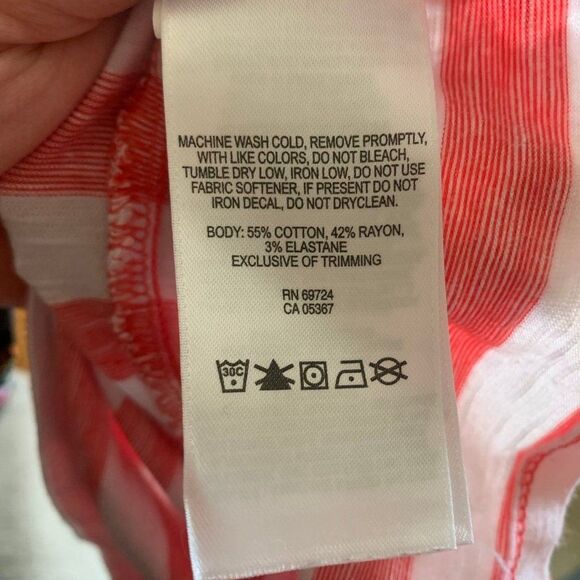 MACHINE WASH COLD, REMOVE PROMPTLY,
WITH LIKE COLORS, DO NOT BLEACH,
TUMBLE DRY LOW, IRON LOW, DO NOT USE
FABRIC SOFTENER, IF PRESENT DO NOT
IRON DECAL, DO NOT DRYCLEAN.
BODY: 55% COTTON, 42% RAYON,
3% ELASTANE
EXCLUSIVE OF TRIMMING
RN 69724
CA 05367
30C